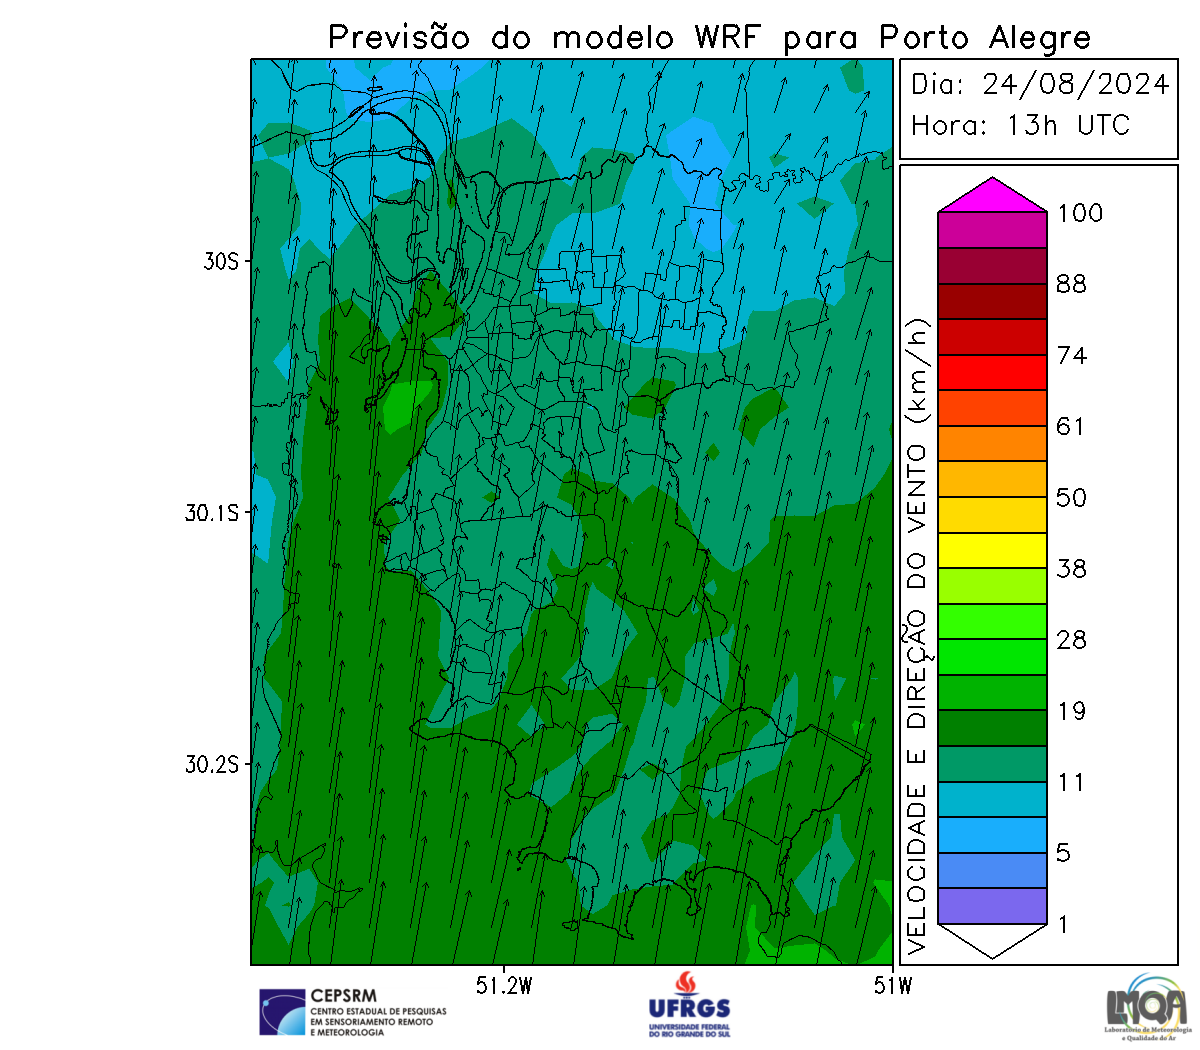 Previsão do modelo WRF para Porto Alegre
Dia: 24/08/2024
Hora: 13h UTC
30S
30.1S
30.2S
51.2W
51W
VELOCIDADE E DIREÇÃO DO VENTO (km/h)
100
88
74
61
50
38
28
19
11
5
1
CEPSRM
CENTRO ESTADUAL DE PESQUISAS
EM SENSORIAMENTO REMOTO
E METEOROLOGIA
UFRGS
UNIVERSIDADE FEDERAL
DO RIO GRANDE DO SUL
LMQA
Laboratório de Meteorologia
e Qualidade do Ar